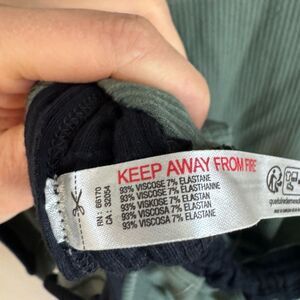 KEEP AWAY FROM FIRE
93% VISCOSE 7% ELASTANE
93% VISCOSE 7% ELASTHANNE
93% VISKOSE 7% ELASTAN
93% VISCOSA 7% ELASTAN
93% VISCOSA 7% ELASTANE
RN: 66170
CA: 32054